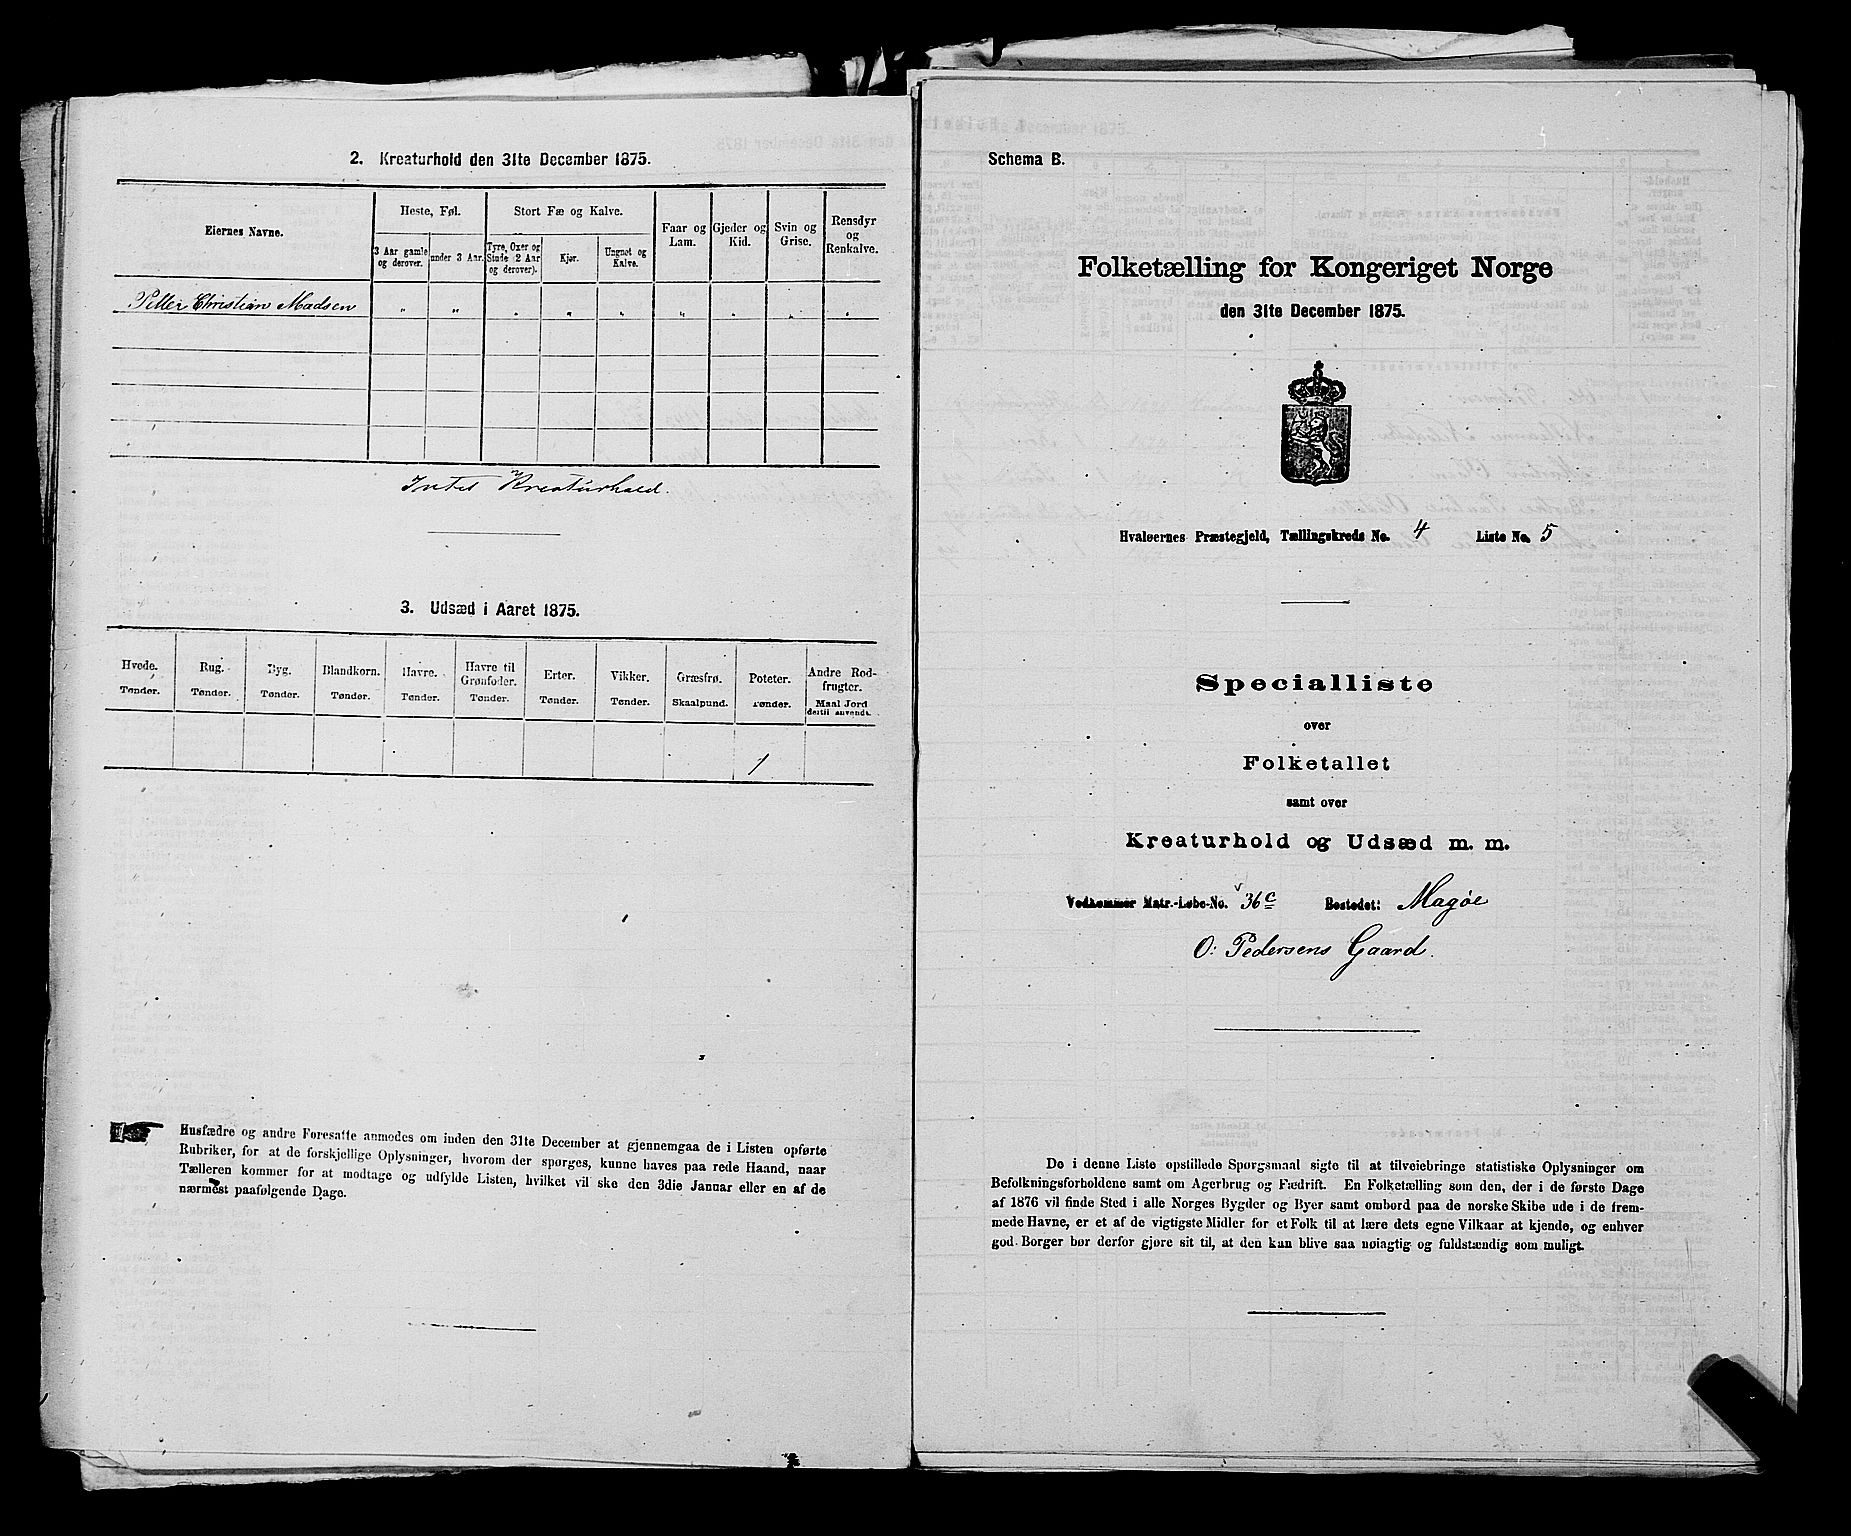 2. Kreaturhold den 31te December 1875.
Eiernes Navne.
Heste, Føl.
Stort Fæ og Kalve.
Faar og Lam.
Gjeder og Kid.
Svin og Grise.
Rensdyr og Renkalve.
3 Aar gamle og derover.
under 3 Aar.
Tyre, Oxer og Stude 2 Aar og derover).
Kjør.
Ungnøt og Kalve.
Petter Christian Madsen " " " " " " " " "
Intet Kreaturhold.
3. Udsæd i Aaret 1875.
Hvede. Tønder.
Rug. Tønder.
Byg. Tønder.
Blandkorn. Tønder.
Havre. Tønder.
Havre til Grønfoder. Tønder.
Erter. Tønder.
Vikker. Tønder.
Græsfrø. Skaalpund.
Poteter. Tønder.
Andre Rodfrugter. Maal Jord dertil anvendt.
1
Husfædre og andre Foresatte anmodes om inden den 31te December at gjennemgaa de i Listen opførte
Rubriker, for at de forskjellige Oplysninger, hvorom der spørges, kunne haves paa rede Haand, naar
Tælleren kommer for at modtage og udfylde Listen, hvilket vil ske den 3die Januar eller en af de
nærmest paafølgende Dage.
Schema B.
Folketælling for Kongeriget Norge
den 31te December 1875.
Hvaløernes Præstegjeld, Tællingskreds No. 4 Liste No. 5
Specialliste
over
Folketallet
samt over
Kreaturhold og Udsæd m. m.
Vedkommer Matr.-Løbe-No. 36c Bostedet: Magøe
O: Pedersens Gaard.
De i denne Liste opstillede Spørgsmaal sigte til at tilveiebringe statistiske Oplysninger om
Befolkningsforholdene samt om Agerbrug og Fædrift. En Folketælling som den, der i de første Dage
af 1876 vil finde Sted i alle Norges Bygder og Byer samt ombord paa de norske Skibe ude i de frem-
mede Havne, er et af de vigtigste Midler for et Folk til at lære dets egne Vilkaar at kjende, og enhver
god Borger bør derfor gjøre sit til, at den kan blive saa nøiagtig og fuldstændig som muligt.